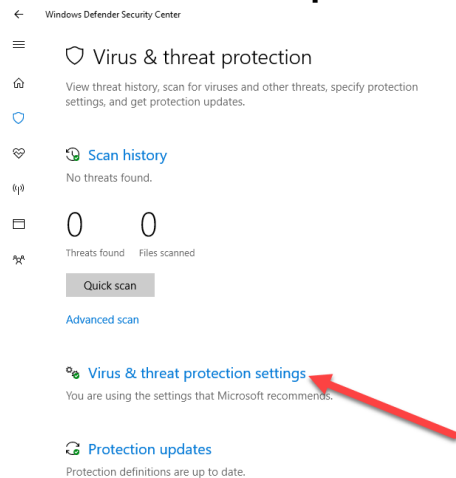 Windows Defender Security Center
Virus & threat protection
View threat history, scan for viruses and other threats, specify protection
settings, and get protection updates.
Scan history
No threats found.
0 0
Threats found Files scanned
Quick scan
Advanced scan
Virus & threat protection settings
You are using the settings that Microsoft recommends.
Protection updates
Protection definitions are up to date.